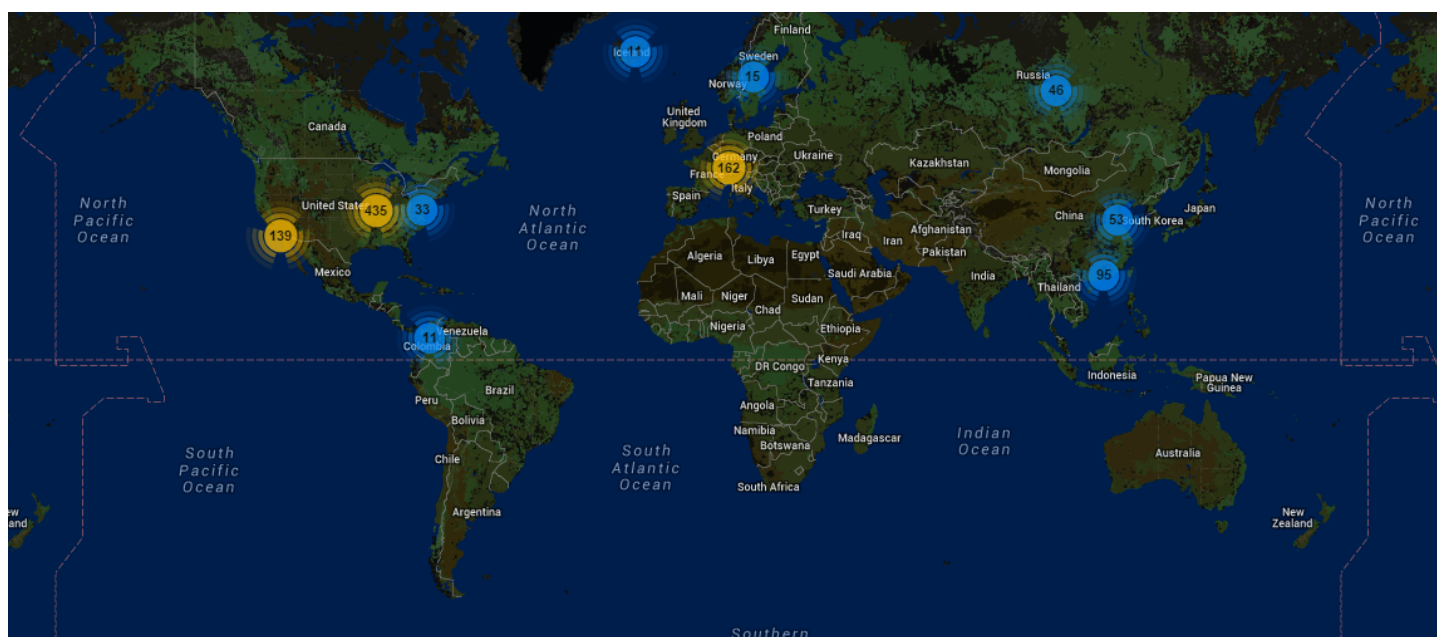 Finland
Iceland
11
Sweden
15
Norway
Russia
46
United
Kingdom
Canada
Poland
Germany
Ukraine
162
France
Italy
Kazakhstan
Mongolia
Spain
North
Pacific
Ocean
United States
435
33
139
North
Atlantic
Ocean
Turkey
China
53
South Korea
Japan
North
Pacific
Ocean
Iraq
Iran
Afghanistan
Pakistan
Mexico
Algeria
Libya
Egypt
Saudi Arabia
India
95
Thailand
Mali
Niger
Chad
Sudan
Nigeria
Ethiopia
11
Venezuela
Colombia
Kenya
DR Congo
Tanzania
Indonesia
Papua New
Guinea
Brazil
Peru
Bolivia
Angola
Namibia
Botswana
Madagascar
Indian
Ocean
South
Pacific
Ocean
Chile
South
Atlantic
Ocean
South Africa
Australia
Argentina
ew
and
New
Zealand
Southern